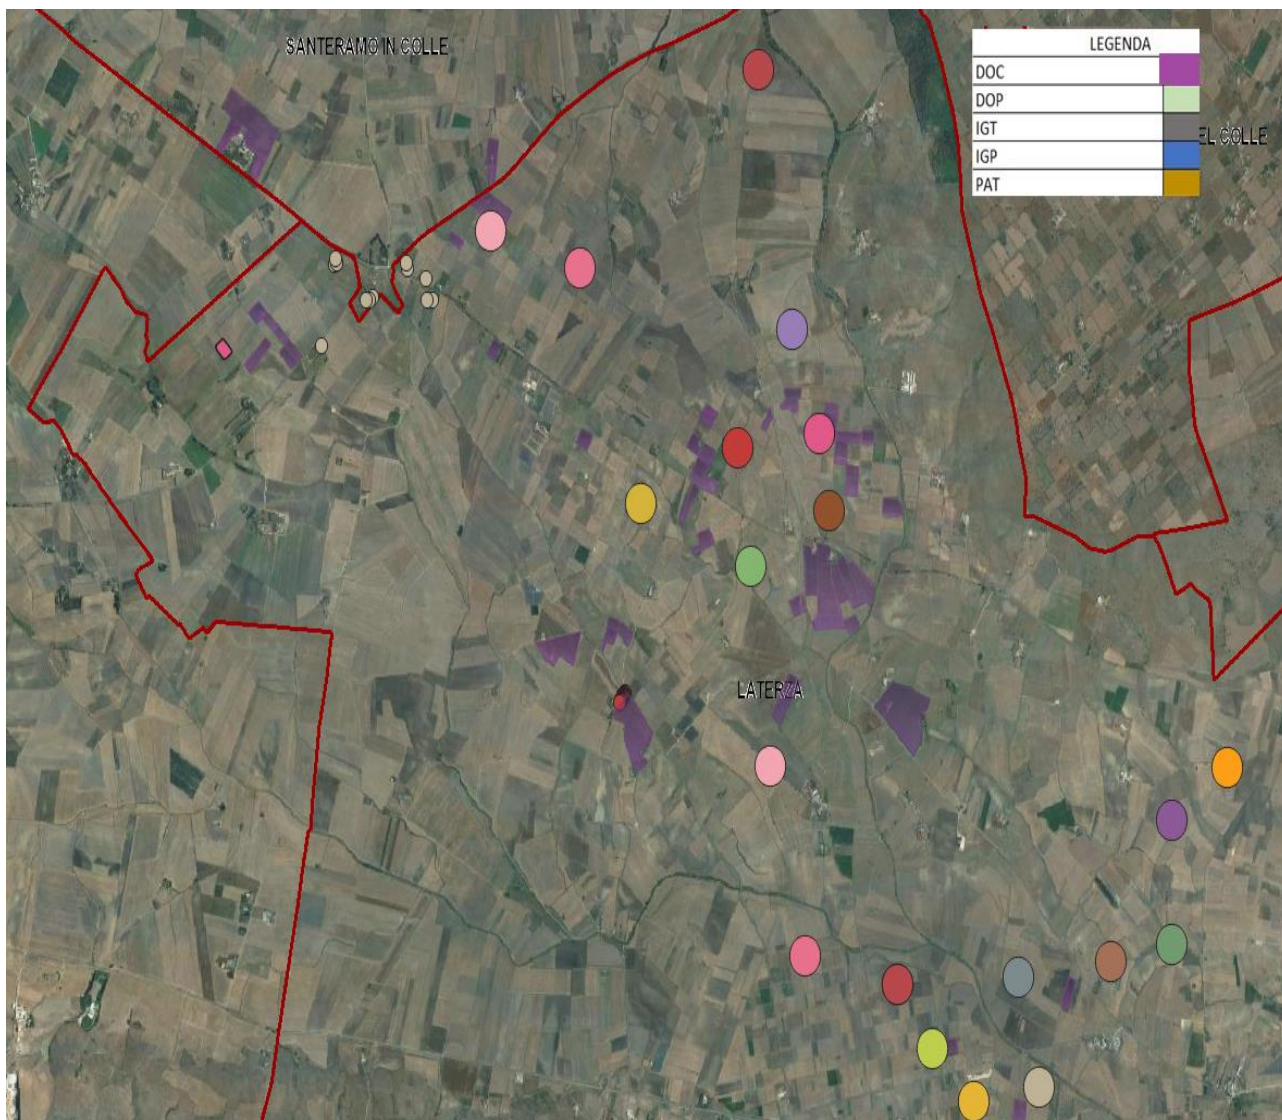 SANTERAMO IN COLLE
LEGENDA
DOC
DOP
IGT
EL COLLE
IGP
PAT
LATERZA